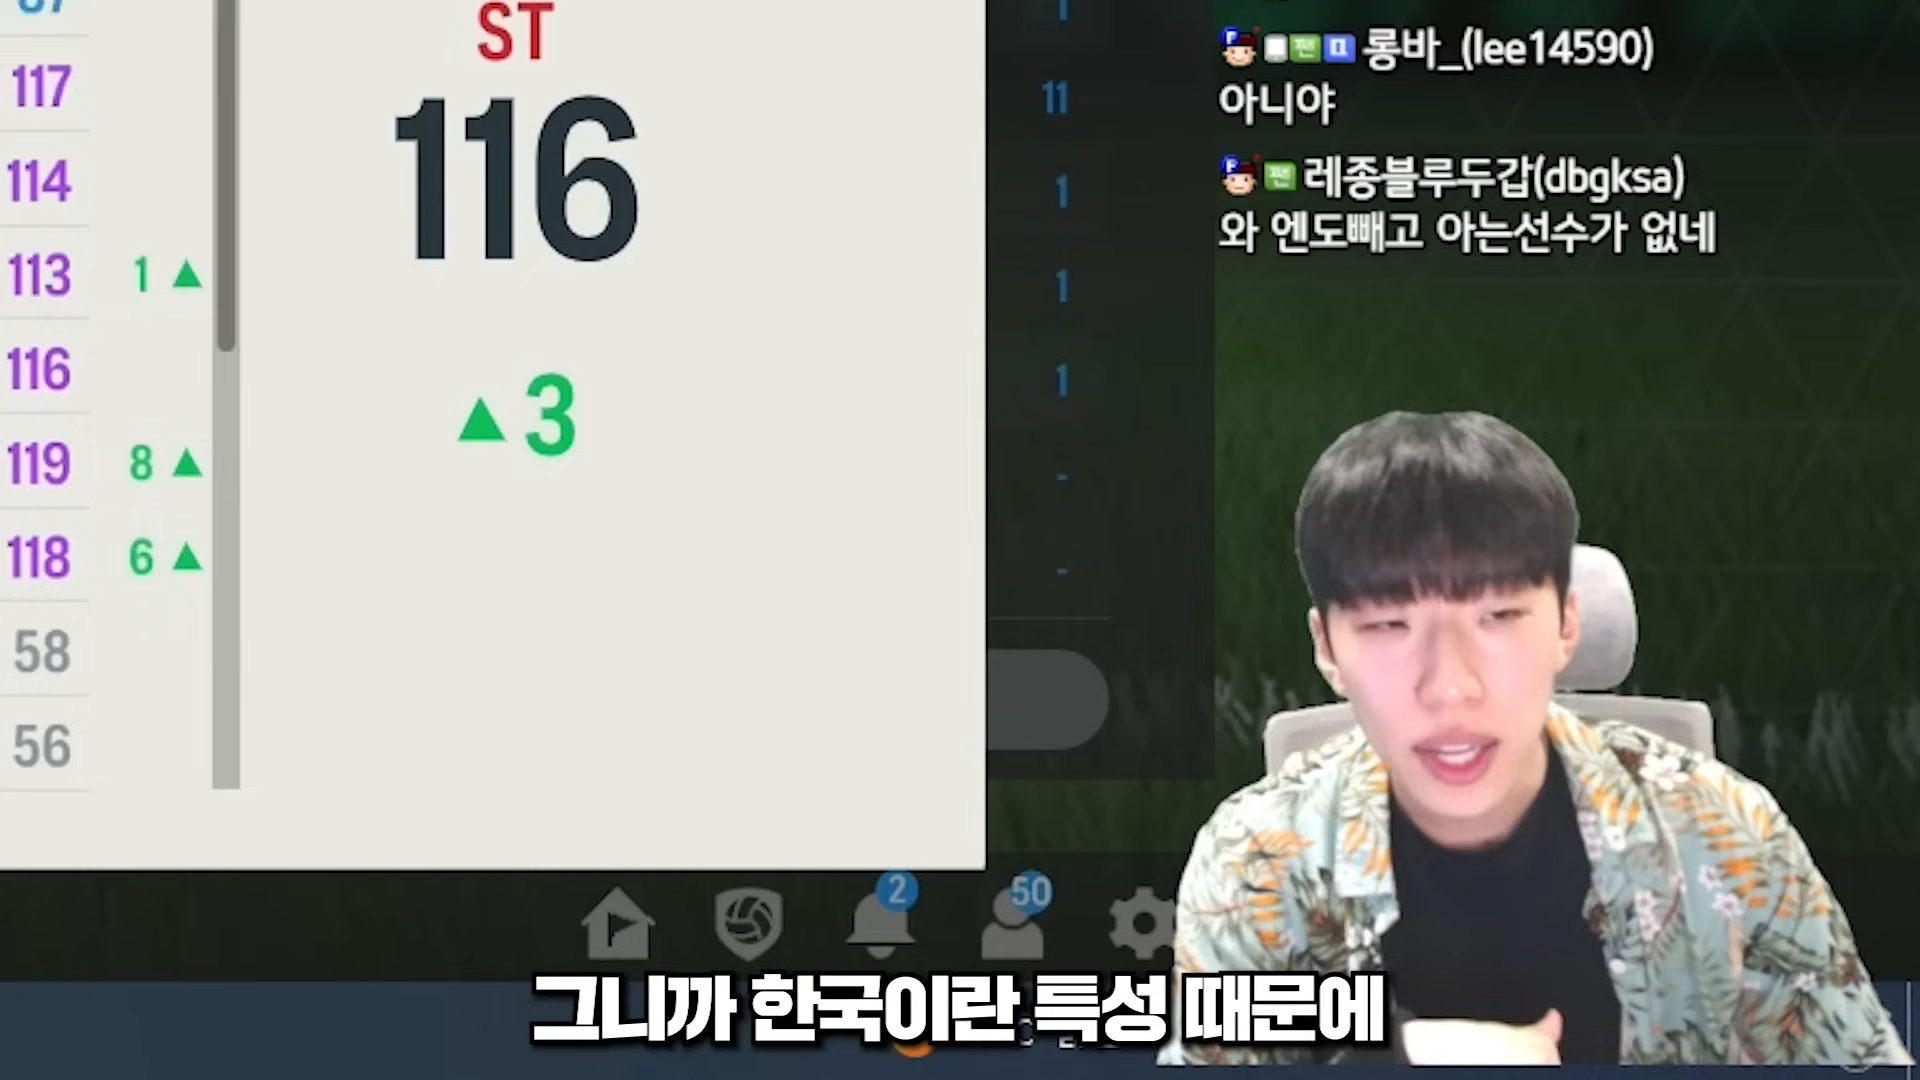 117
114
113 1 ▲
116
119 8 ▲
118 6 ▲
58
56
ST
116
▲3
11
1
1
1
-
-
롱바_(lee14590)
아니야
팬 레종블루두갑(dbgksa)
와 엔도빼고 아는선수가 없네
2
50
그니까 한국이란 특성 때문에